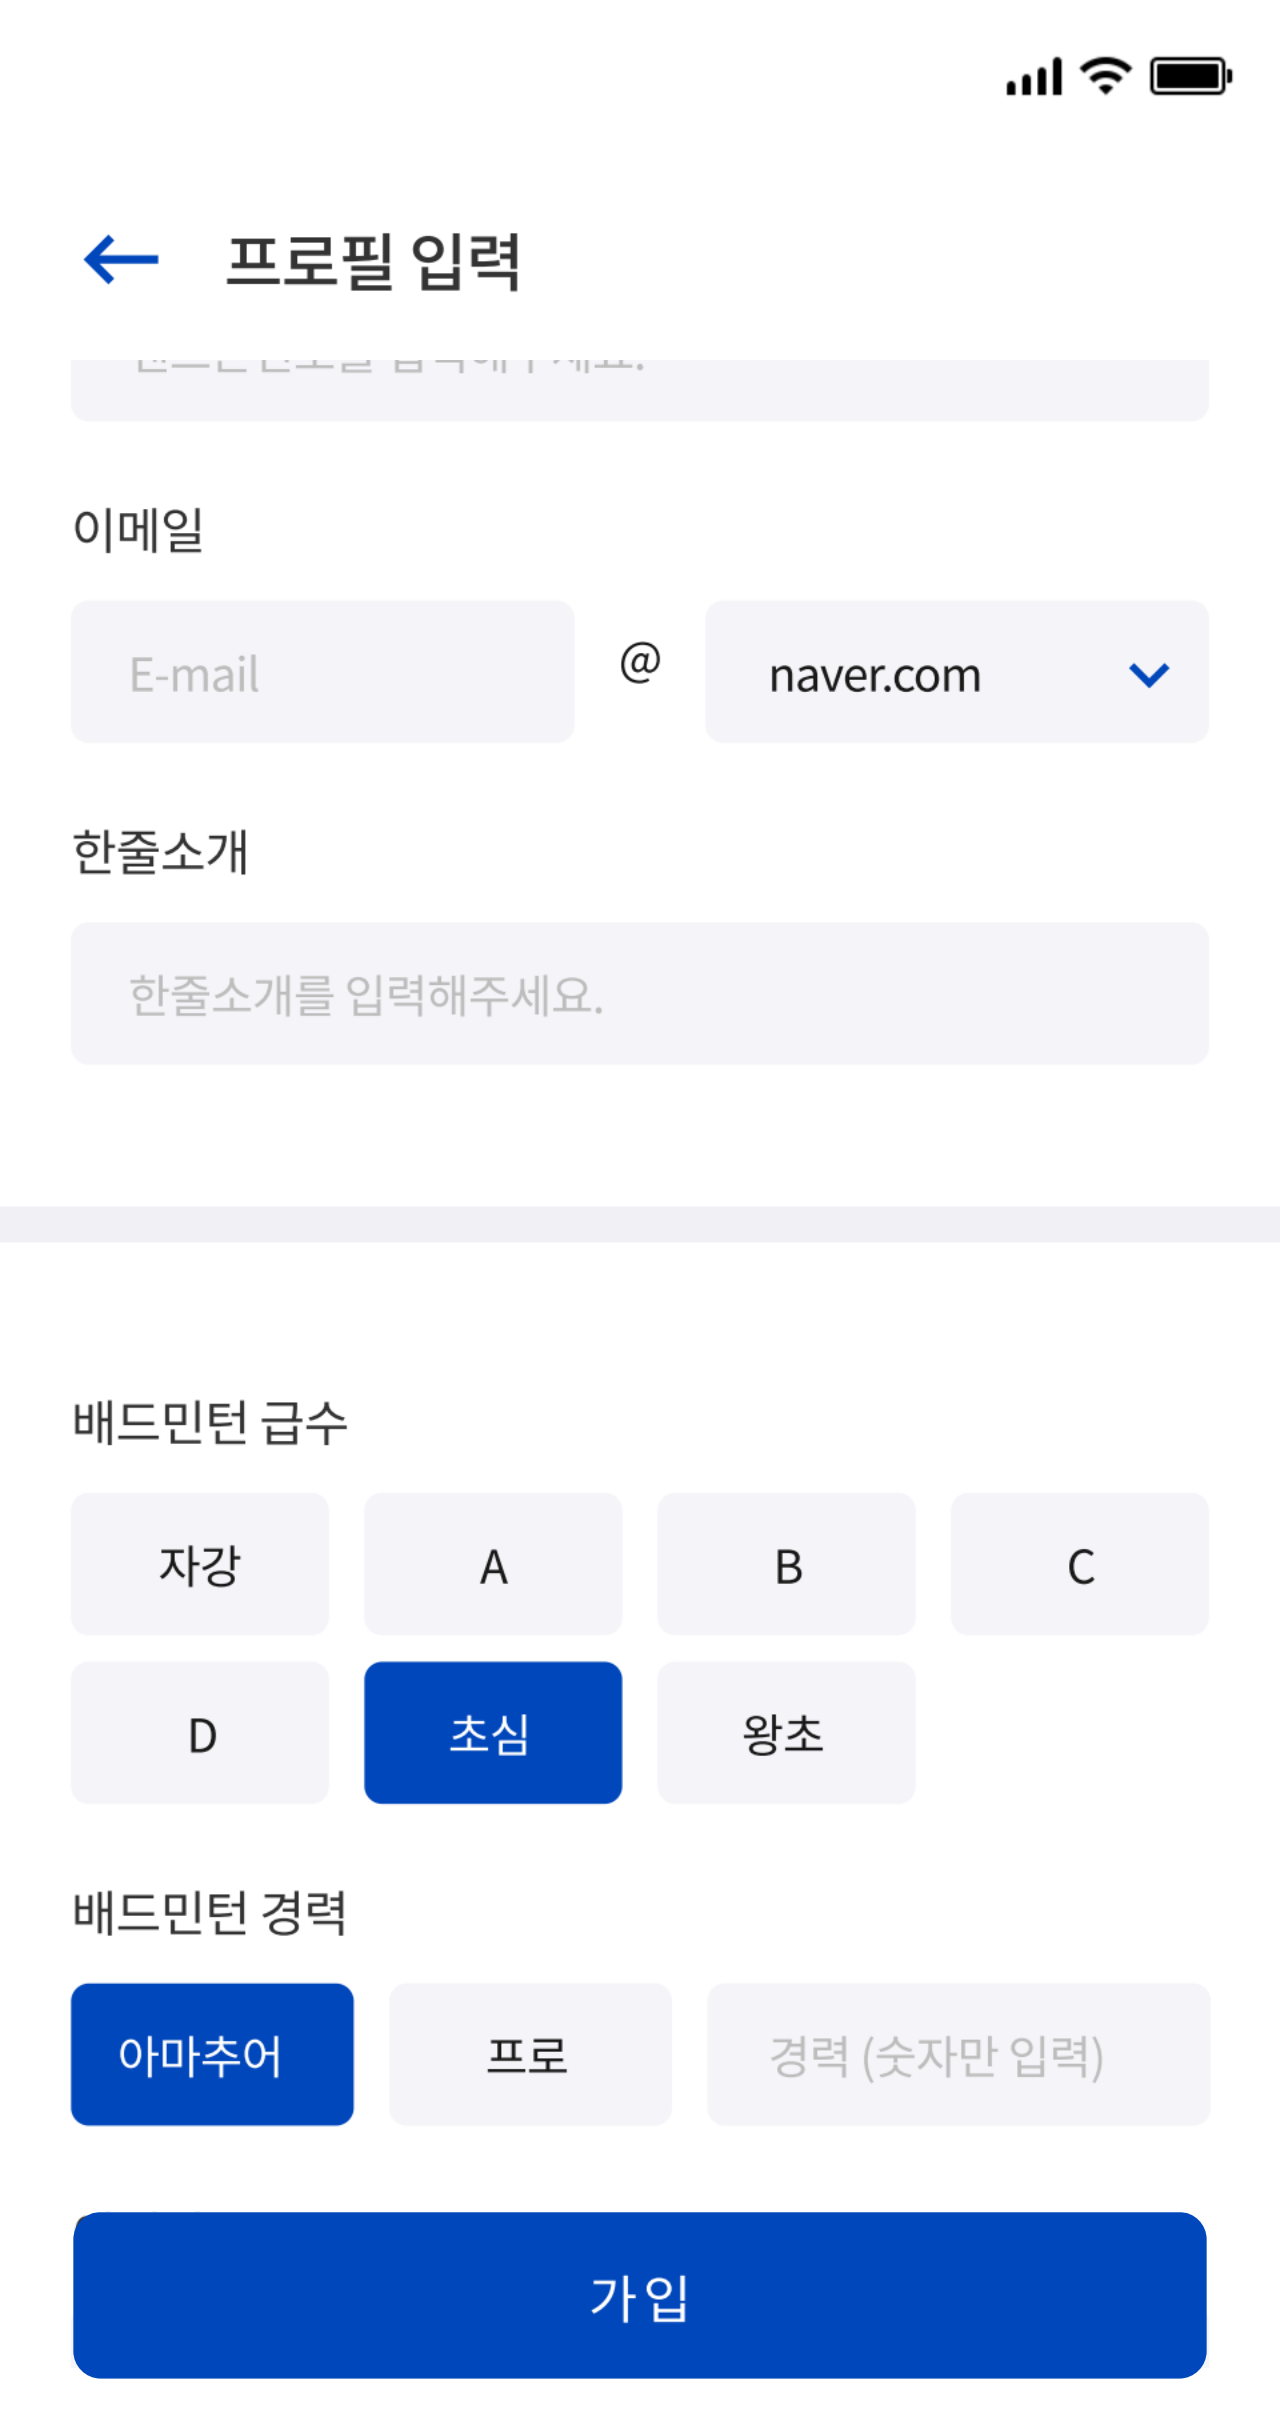 프로필 입력
이메일
E-mail @ naver.com
한줄소개
한줄소개를 입력해주세요.
배드민턴 급수
자강 A B C
D 초심 왕초
배드민턴 경력
아마추어 프로 경력 (숫자만 입력)
가입